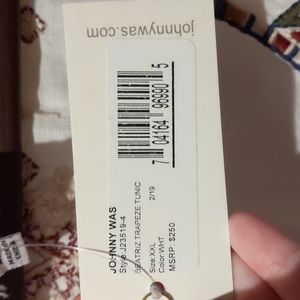 johnnywas.com
7 04164 96990 5
JOHNNY WAS
Style:J23519-4
BEATRIZ TRAPEZE TUNIC
2/19
Size:XXL
Color:WHT
MSRP: $250